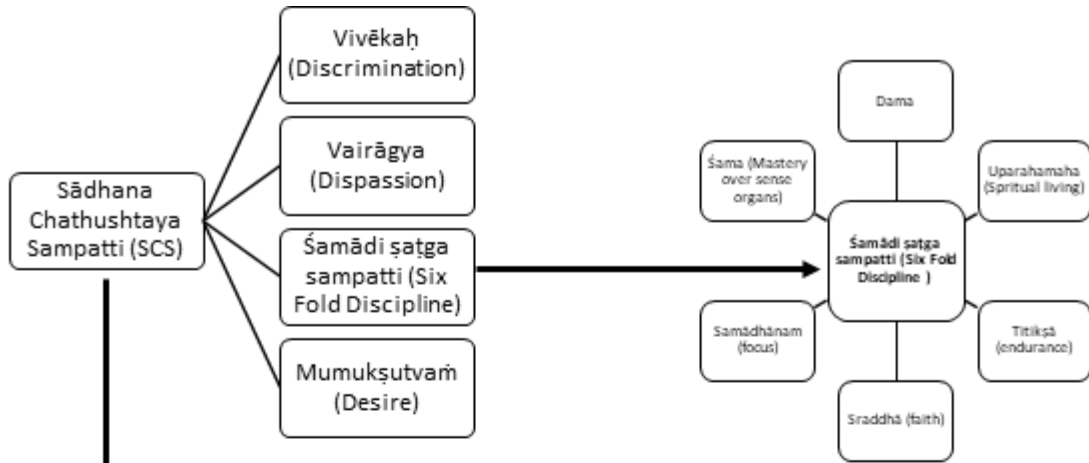 Sādhana
Chathushtaya
Sampatti (SCS)
Vivēkaḥ
(Discrimination)
Vairāgya
(Dispassion)
Śamādi ṣaṭga
sampatti (Six
Fold Discipline)
Mumukṣutvaṁ
(Desire)
Dama
Śama (Mastery
over sense
organs)
Uparahamaha
(Spritual living)
Śamādi ṣaṭga
sampatti (Six Fold
Discipline )
Samādhānam
(focus)
Titikṣā
(endurance)
Sraddhā (faith)